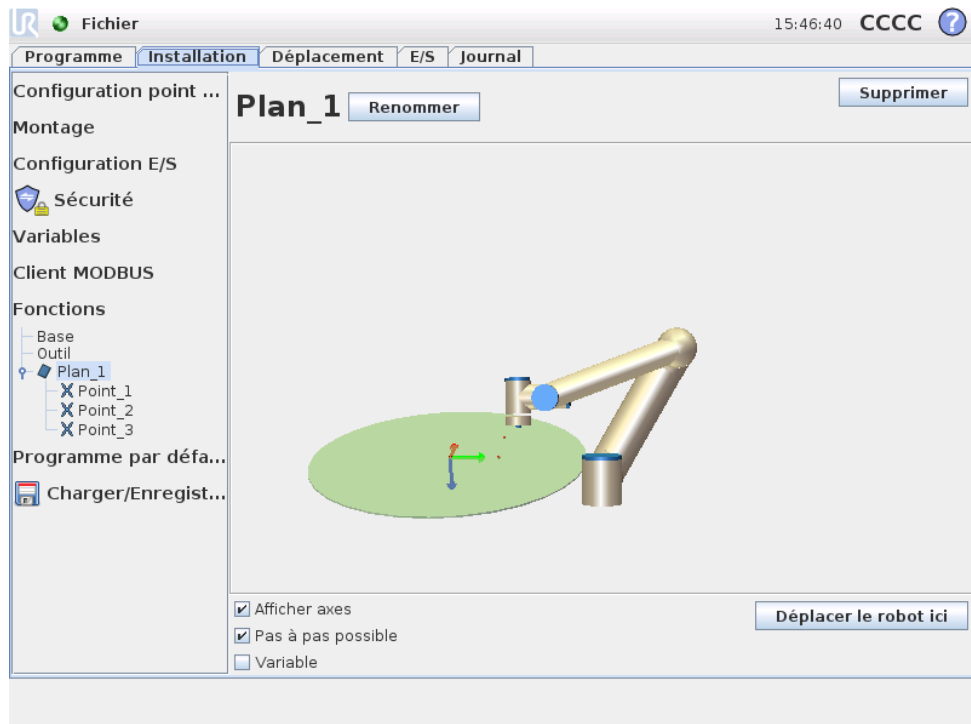 UR Fichier 15:46:40 CCCC ?
Programme Installation Déplacement E/S Journal
Configuration point ...
Montage
Configuration E/S
Sécurité
Variables
Client MODBUS
Fonctions
Base
Outil
Plan_1
Point_1
Point_2
Point_3
Programme par défa...
Charger/Enregist...
Plan_1 Renommer Supprimer
Afficher axes
Pas à pas possible
Variable
Déplacer le robot ici